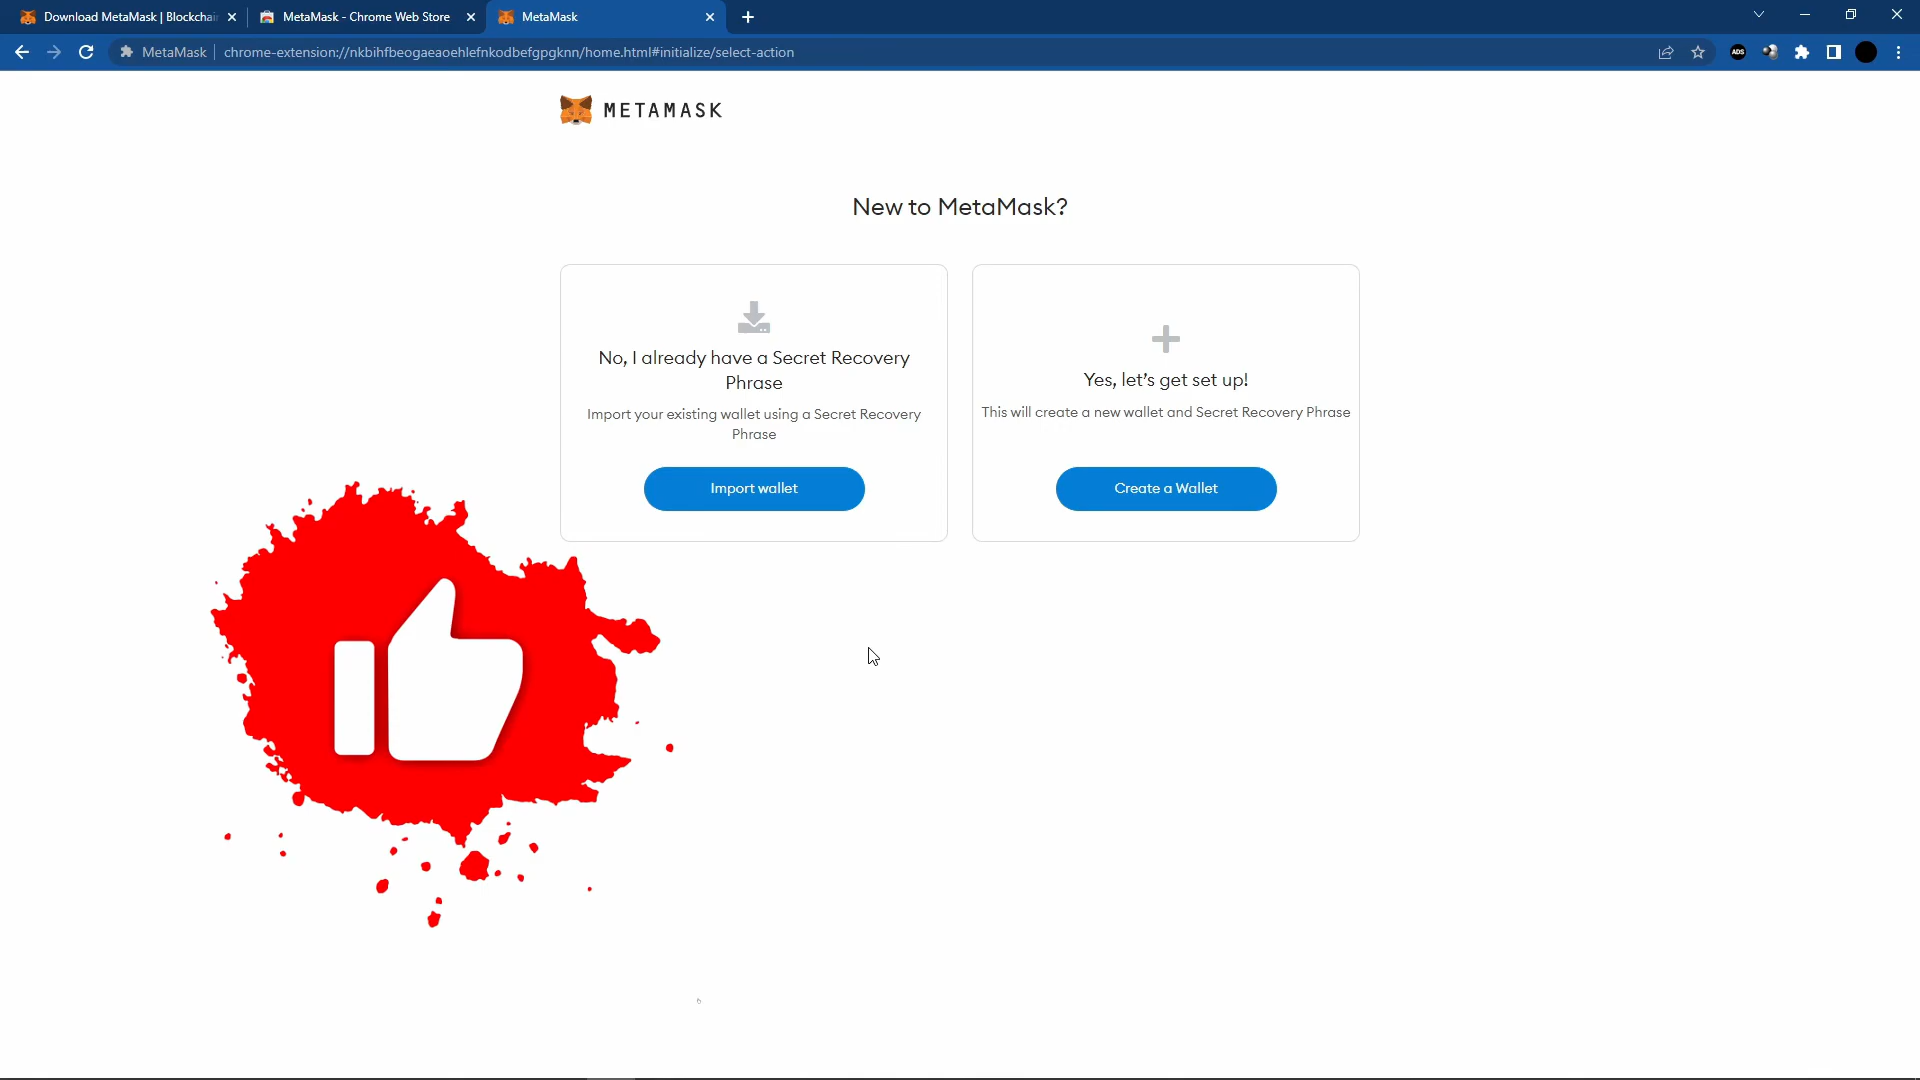 Download MetaMask | Blockchai
MetaMask - Chrome Web Store
MetaMask
MetaMask
chrome-extension://nkbihfbeogaeaoehlefnkodbefgpgknn/home.html#initialize/select-action
ADS
METAMASK
New to MetaMask?
No, I already have a Secret Recovery
Phrase
Import your existing wallet using a Secret Recovery
Phrase
Import wallet
Yes, let’s get set up!
This will create a new wallet and Secret Recovery Phrase
Create a Wallet